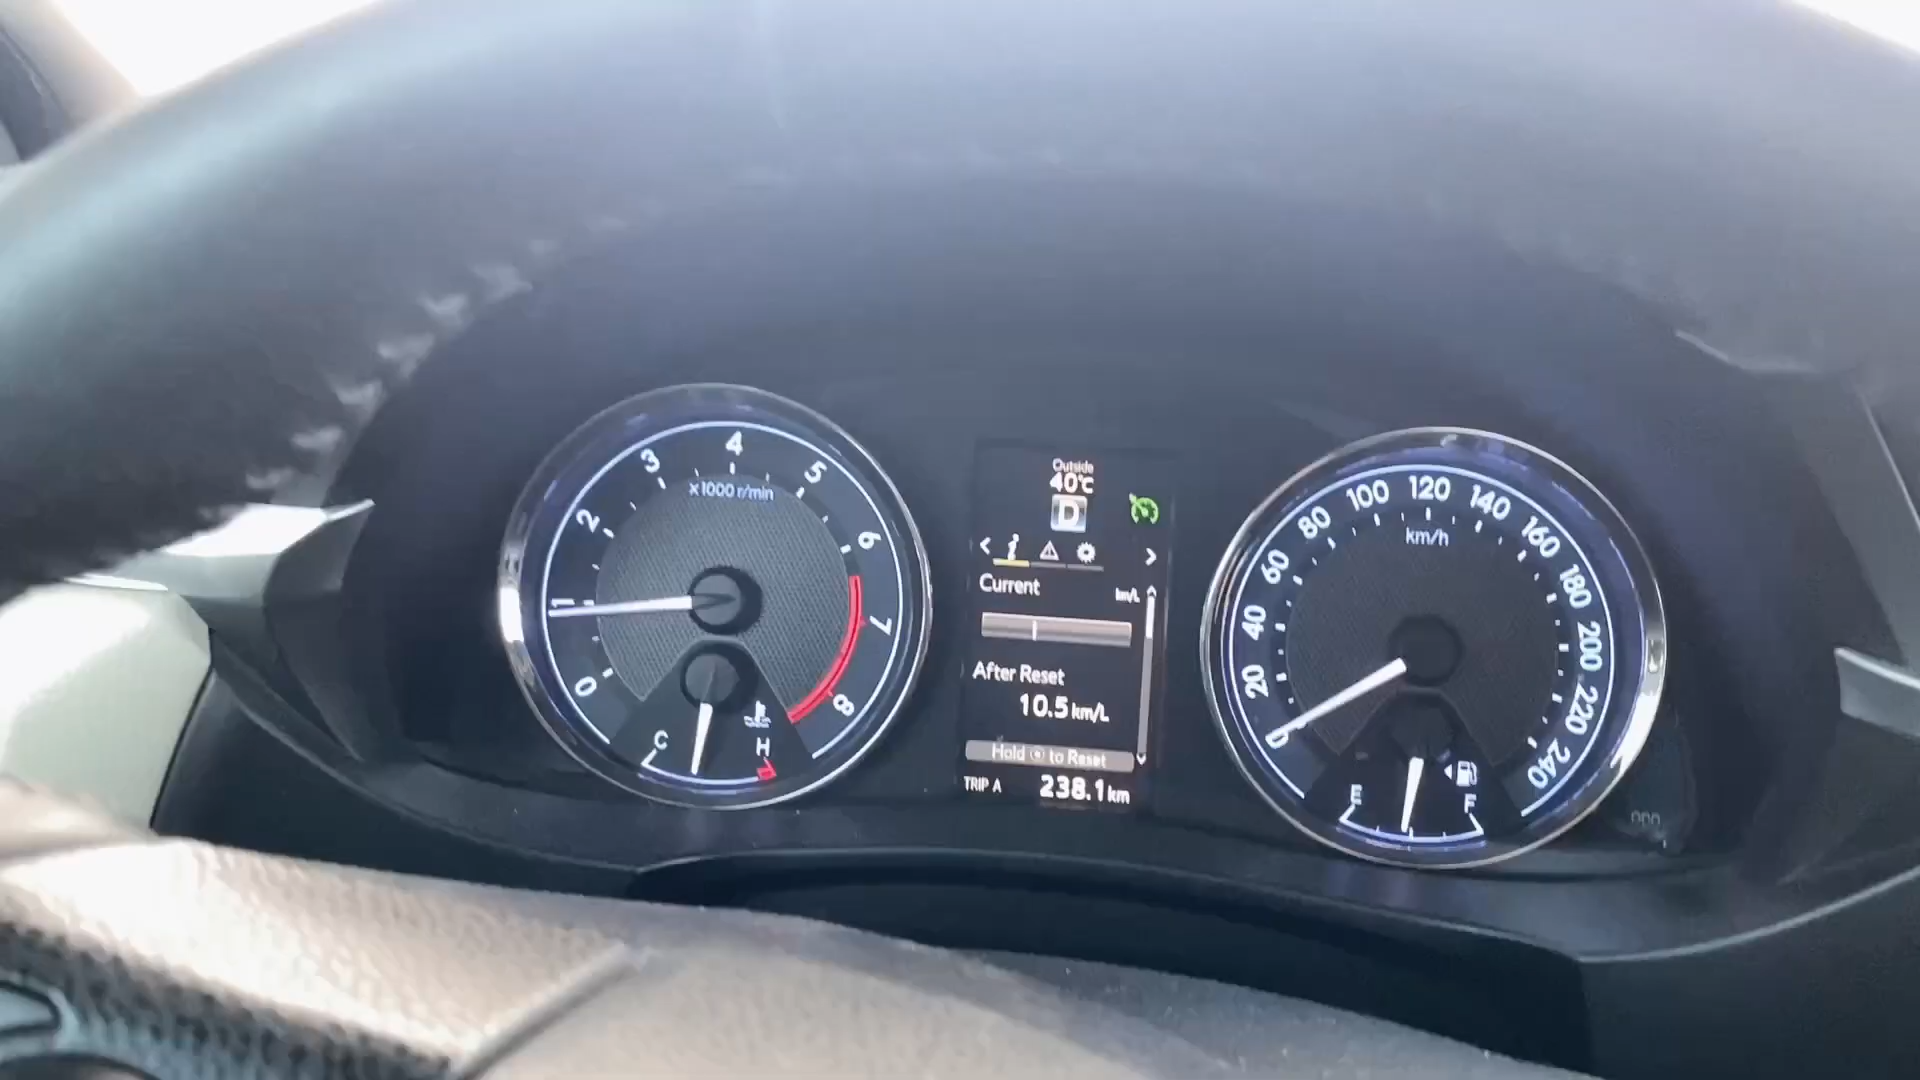 0
1
2
3
4
5
6
7
8
x1000 r/min
C
H
Outside
40°C
D
Current
km/L
After Reset
10.5 km/L
Hold to Reset
TRIP A
238.1 km
0
20
40
60
80
100
120
140
160
180
200
220
240
km/h
E
F